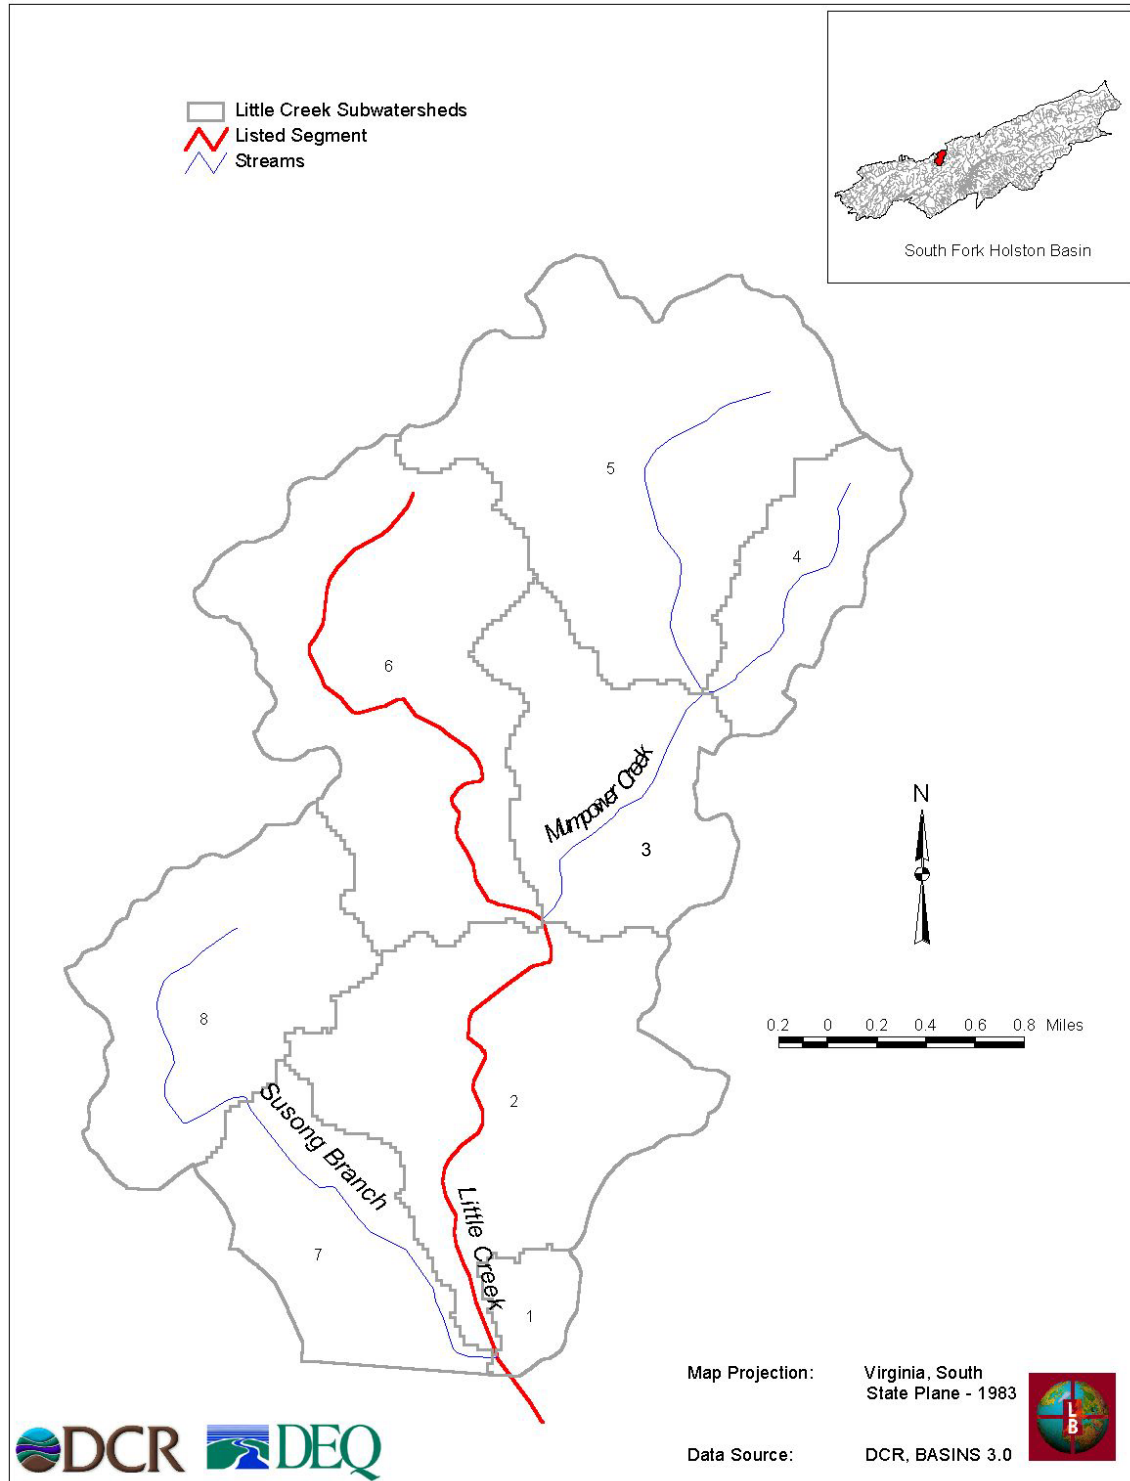 Little Creek Subwatersheds
Listed Segment
Streams
South Fork Holston Basin
5
4
6
Mumpower Creek
3
N
8
0.2 0 0.2 0.4 0.6 0.8 Miles
2
Susong Branch
Little Creek
7
1
Map Projection: Virginia, South
State Plane - 1983
Data Source: DCR, BASINS 3.0
DCR
DEQ
L
B